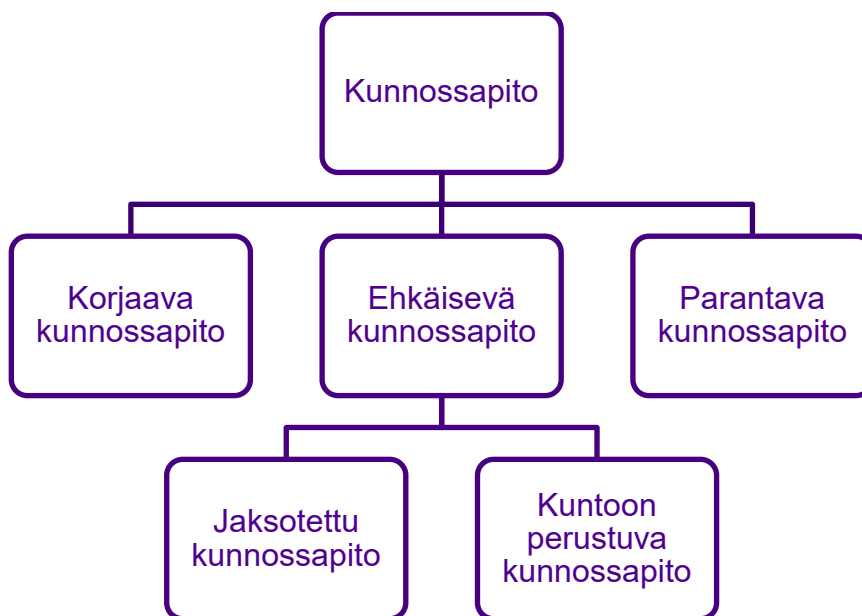 Kunnossapito
Korjaava
kunnossapito
Ehkäisevä
kunnossapito
Parantava
kunnossapito
Jaksotettu
kunnossapito
Kuntoon
perustuva
kunnossapito